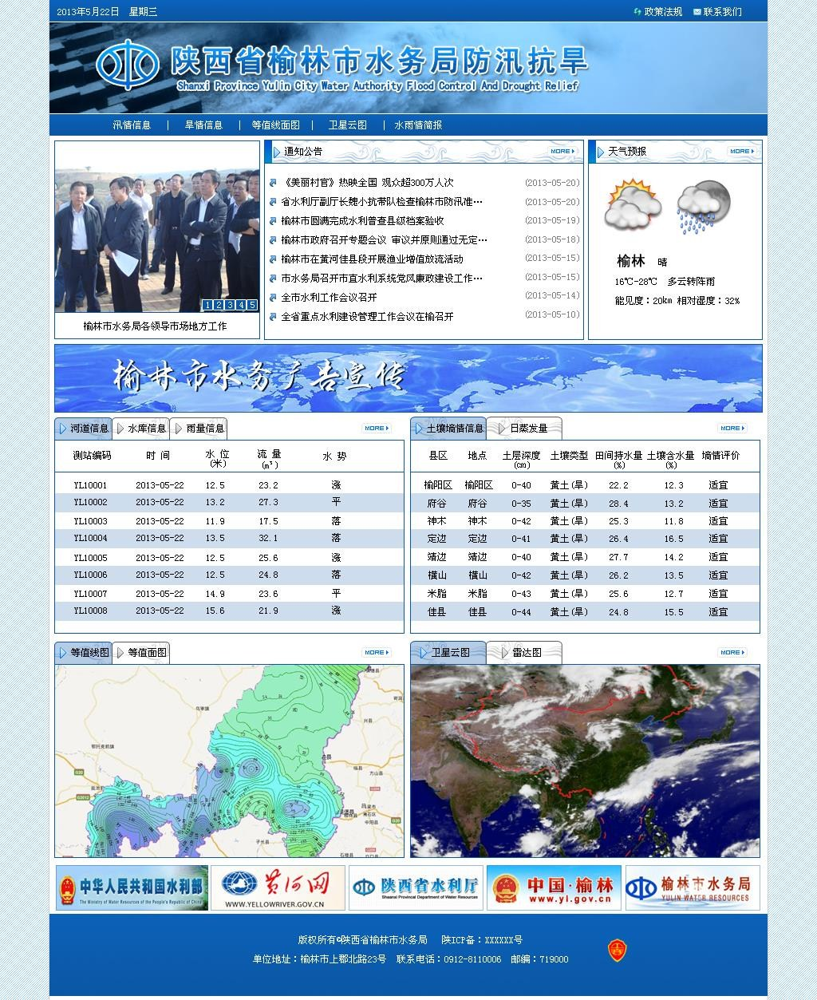 2013年5月22日 星期三
政策法规 联系我们
陕西省榆林市水务局防汛抗旱
Shanxi Province Yulin City Water Authority Flood Control And Drought Relief
汛情信息 | 旱情信息 | 等值线面图 | 卫星云图 | 水雨情简报
通知公告 MORE
天气预报 MORE
《美丽村官》热映全国 观众超300万人次 (2013-05-20)
省水利厅副厅长魏小抗带队检查榆林市防汛准… (2013-05-20)
榆林市圆满完成水利普查县级档案验收 (2013-05-19)
榆林市政府召开专题会议 审议并原则通过无定… (2013-05-18)
榆林市在黄河佳县段开展渔业增值放流活动 (2013-05-15)
市水务局召开市直水利系统党风廉政建设工作… (2013-05-15)
全市水利工作会议召开 (2013-05-14)
全省重点水利建设管理工作会议在榆召开 (2013-05-10)
1 2 3 4 5
榆林市水务局各领导市场地方工作
榆林 晴
16℃-28℃ 多云转阵雨
能见度：20km 相对湿度：32%
榆林市水务广告宣传
河道信息 水库信息 雨量信息 MORE
测站编码 时 间 水 位(米) 流 量(m³) 水 势
YL10001 2013-05-22 12.5 23.2 涨
YL10002 2013-05-22 13.2 27.3 平
YL10003 2013-05-22 11.9 17.5 落
YL10004 2013-05-22 13.5 32.1 落
YL10005 2013-05-22 12.5 25.6 涨
YL10006 2013-05-22 12.5 24.8 落
YL10007 2013-05-22 14.9 23.6 平
YL10008 2013-05-22 15.6 21.9 涨
土壤墒情信息 日蒸发量 MORE
县区 地点 土层深度(cm) 土壤类型 田间持水量(%) 土壤含水量(%) 墒情评价
榆阳区 榆阳区 0-40 黄土(旱) 22.2 12.3 适宜
府谷 府谷 0-35 黄土(旱) 28.4 13.2 适宜
神木 神木 0-42 黄土(旱) 25.3 11.8 适宜
定边 定边 0-41 黄土(旱) 26.4 16.5 适宜
靖边 靖边 0-40 黄土(旱) 27.7 14.2 适宜
横山 横山 0-42 黄土(旱) 26.2 13.5 适宜
米脂 米脂 0-43 黄土(旱) 25.6 12.7 适宜
佳县 佳县 0-44 黄土(旱) 24.8 15.5 适宜
等值线图 等值面图 MORE
卫星云图 雷达图 MORE
乌审旗
兴县
鄂托克前旗
临县
方山县
G20
G2012
子长县
中阳县
G20
中华人民共和国水利部
The Ministry of Water Resources of the People's Republic of China
黄河网
WWW.YELLOWRIVER.GOV.CN
陕西省水利厅
Shaanxi Provincial Department of Water Resources
中国·榆林
www.yl.gov.cn
榆林市水务局
YULIN WATER RESOURCES
版权所有©陕西省榆林市水务局 陕ICP备：XXXXXX号
单位地址：榆林市上郡北路23号 联系电话：0912-8110006 邮编：719000